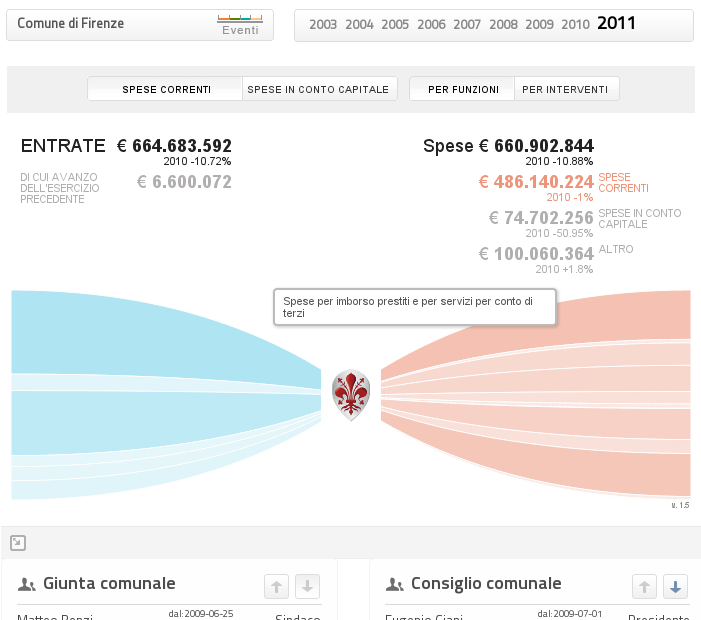 Comune di Firenze
Eventi
2003 2004 2005 2006 2007 2008 2009 2010 2011
SPESE CORRENTI
SPESE IN CONTO CAPITALE
PER FUNZIONI
PER INTERVENTI
ENTRATE € 664.683.592
2010 -10.72%
DI CUI AVANZO
DELL'ESERCIZIO
PRECEDENTE
€ 6.600.072
Spese € 660.902.844
2010 -10.88%
€ 486.140.224
2010 -1%
SPESE
CORRENTI
€ 74.702.256
2010 -50.95%
SPESE IN CONTO
CAPITALE
€ 100.060.364
2010 +1.8%
ALTRO
Spese per imborso prestiti e per servizi per conto di
terzi
v. 1.5
Giunta comunale
Matteo Renzi
dal:2009-06-25
Sindaco
Consiglio comunale
Eugenio Giani
dal:2009-07-01
Presidente